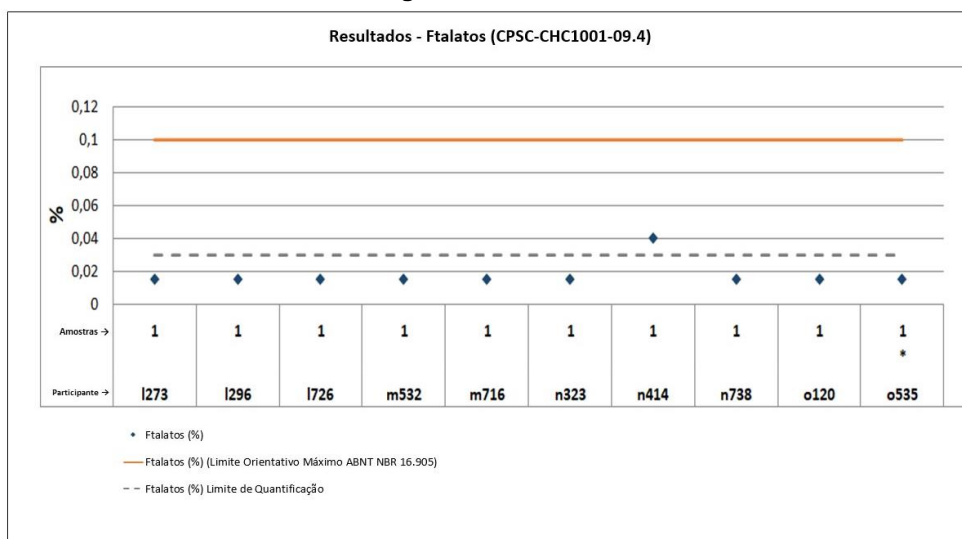 Resultados - Ftalatos (CPSC-CHC1001-09.4)
0,12
0,1
0,08
0,06
0,04
0,02
0
%
Amostras → 1 1 1 1 1 1 1 1 1 1
*
Participante → l273 l296 l726 m532 m716 n323 n414 n738 o120 o535
Ftalatos (%)
Ftalatos (%) (Limite Orientativo Máximo ABNT NBR 16.905)
Ftalatos (%) Limite de Quantificação